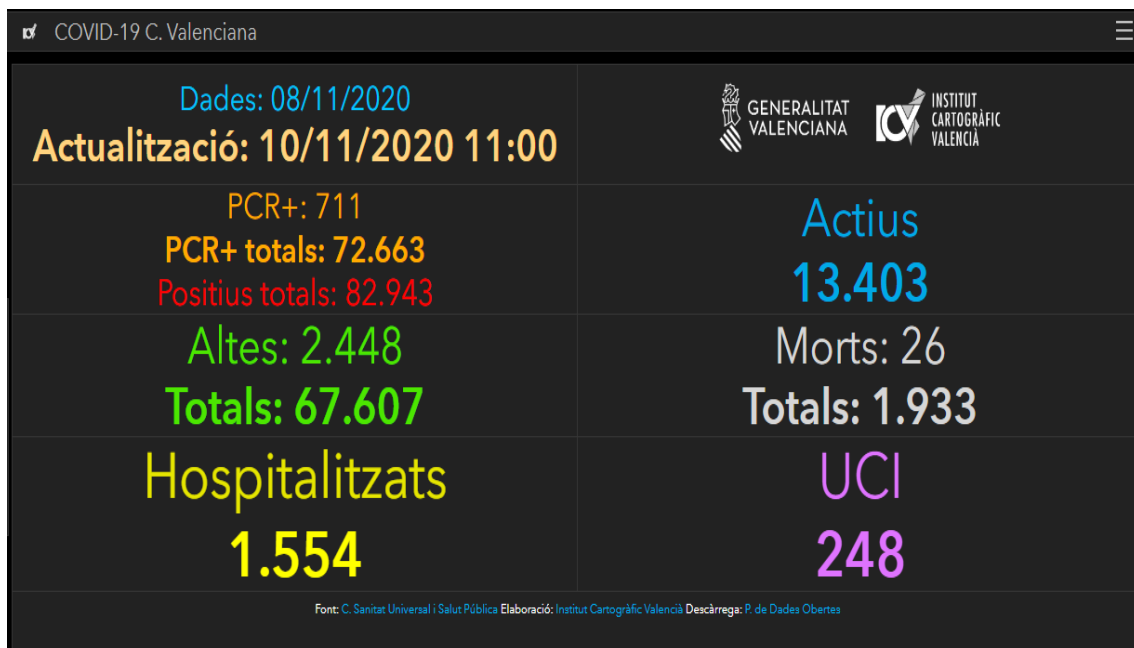 COVID-19 C. Valenciana
Dades: 08/11/2020
Actualització: 10/11/2020 11:00
GENERALITAT
VALENCIANA
INSTITUT
CARTOGRÀFIC
VALENCIÀ
PCR+: 711
PCR+ totals: 72.663
Positius totals: 82.943
Actius
13.403
Altes: 2.448
Totals: 67.607
Morts: 26
Totals: 1.933
Hospitalitzats
1.554
UCI
248
Font: C. Sanitat Universal i Salut Pública Elaboració: Institut Cartogràfic Valencià Descàrrega: P. de Dades Obertes